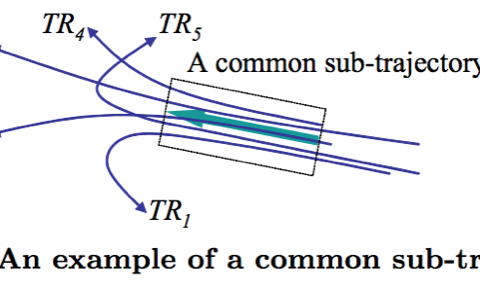 TR4 TR5
A common sub-trajectory
TR1
An example of a common sub-tr